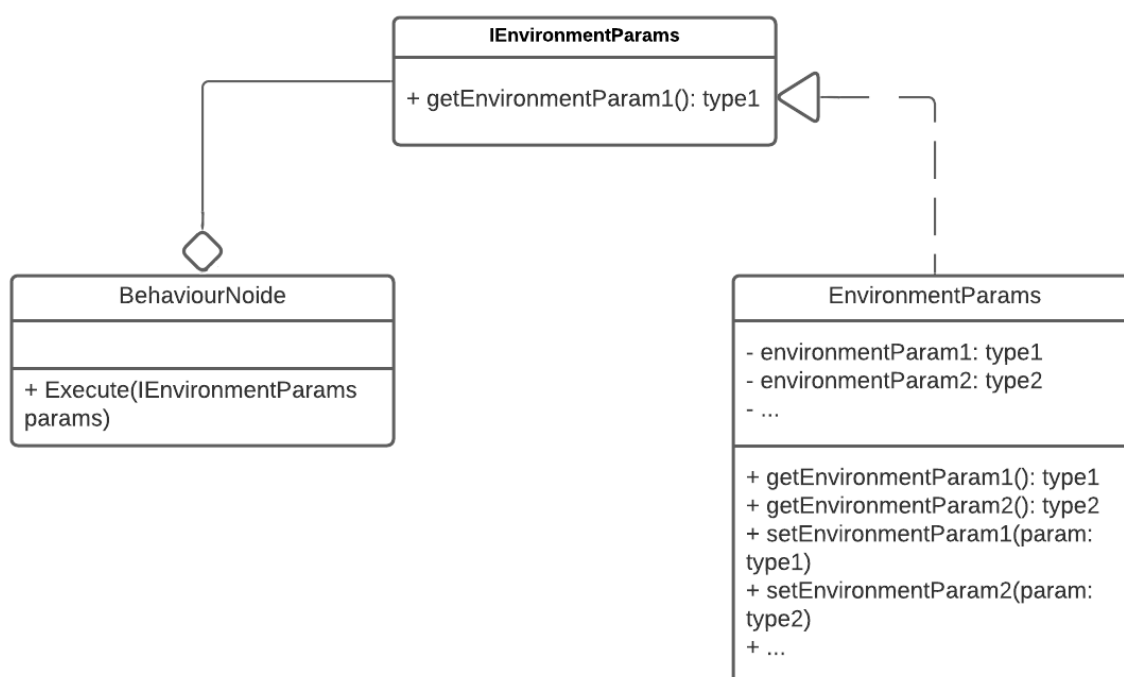 IEnvironmentParams
+ getEnvironmentParam1(): type1
BehaviourNoide
+ Execute(IEnvironmentParams
params)
EnvironmentParams
- environmentParam1: type1
- environmentParam2: type2
- ...
+ getEnvironmentParam1(): type1
+ getEnvironmentParam2(): type2
+ setEnvironmentParam1(param:
type1)
+ setEnvironmentParam2(param:
type2)
+ ...